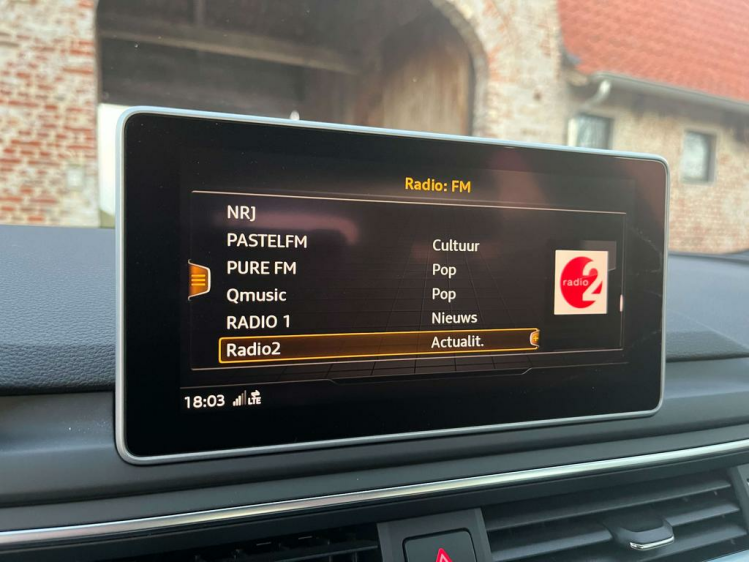 Radio: FM
NRJ
PASTELFM Cultuur
PURE FM Pop
Qmusic Pop
RADIO 1 Nieuws
Radio2 Actualit.
radio 2
18:03 LTE